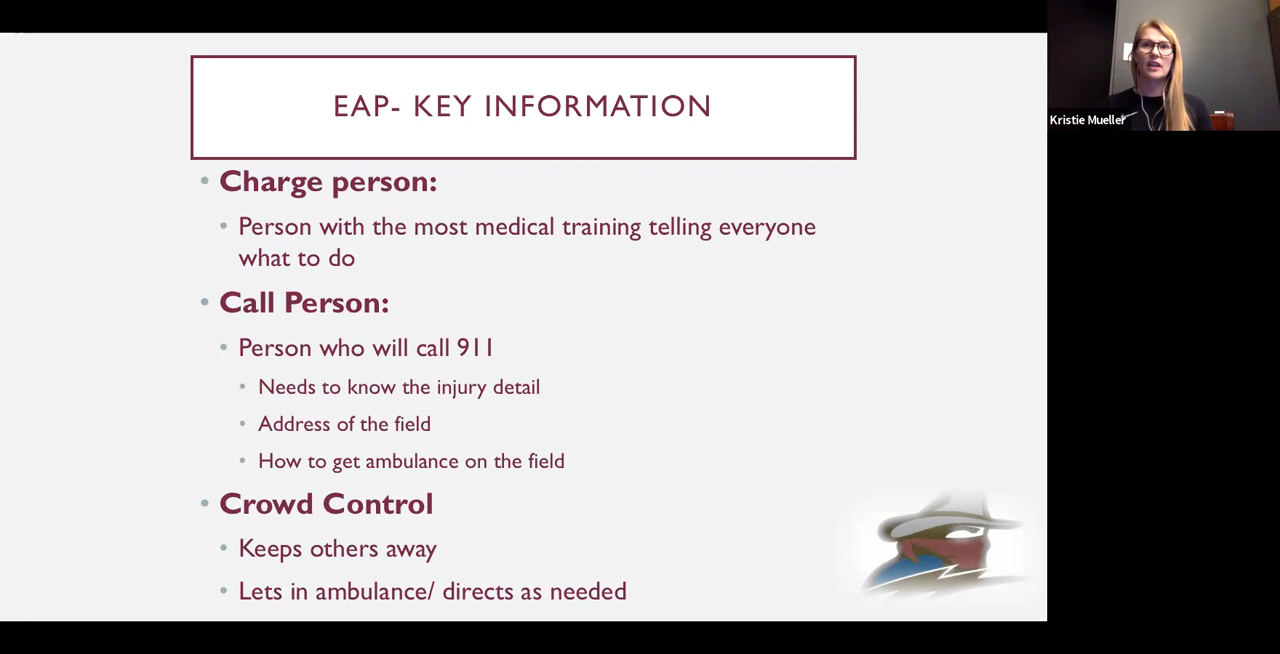 EAP- KEY INFORMATION
• Charge person:
• Person with the most medical training telling everyone
what to do
• Call Person:
• Person who will call 911
• Needs to know the injury detail
• Address of the field
• How to get ambulance on the field
• Crowd Control
• Keeps others away
• Lets in ambulance/ directs as needed
Kristie Mueller